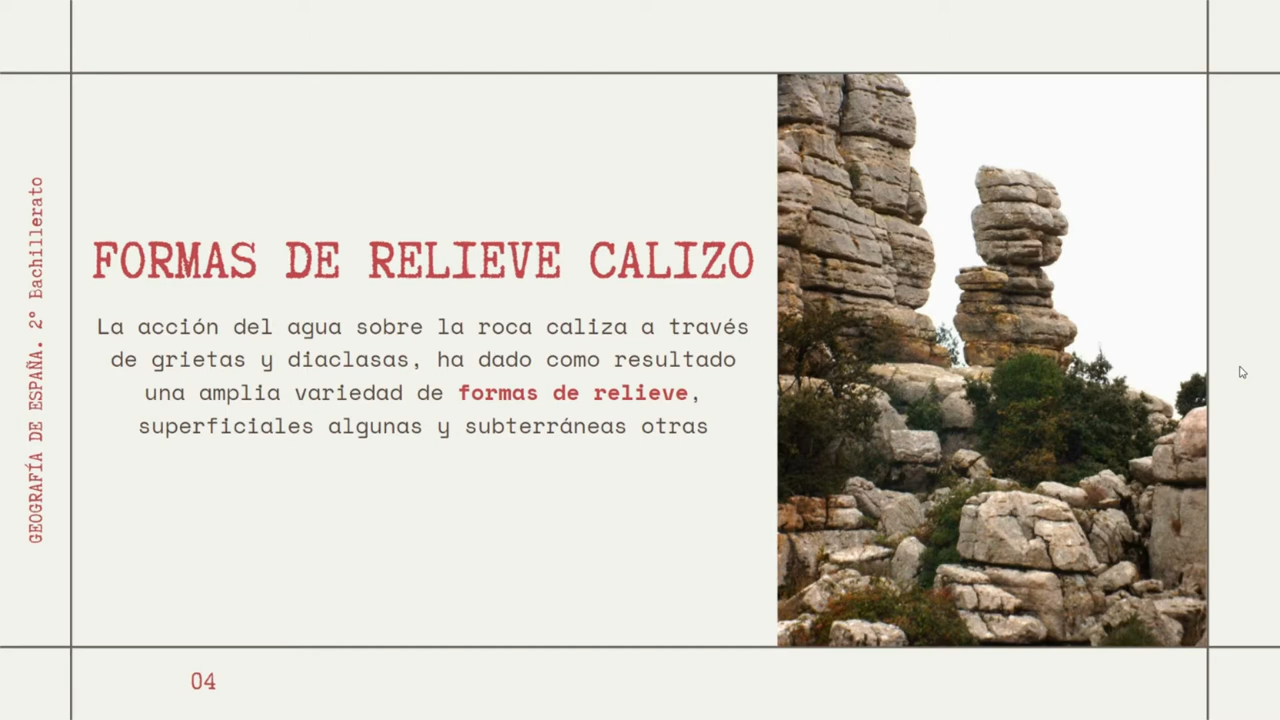 GEOGRAFÍA DE ESPAÑA. 2º Bachillerato
FORMAS DE RELIEVE CALIZO
La acción del agua sobre la roca caliza a través
de grietas y diaclasas, ha dado como resultado
una amplia variedad de formas de relieve,
superficiales algunas y subterráneas otras
04